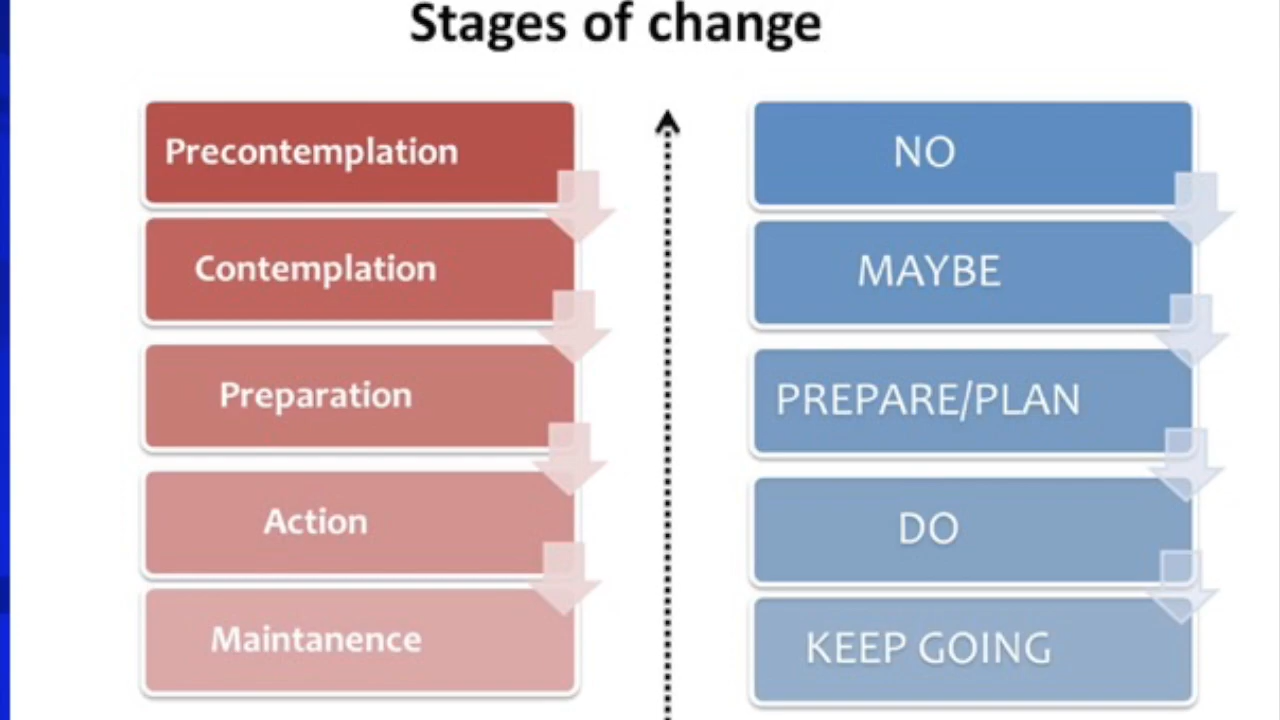 Stages of change
Precontemplation
NO
Contemplation
MAYBE
Preparation
PREPARE/PLAN
Action
DO
Maintanence
KEEP GOING